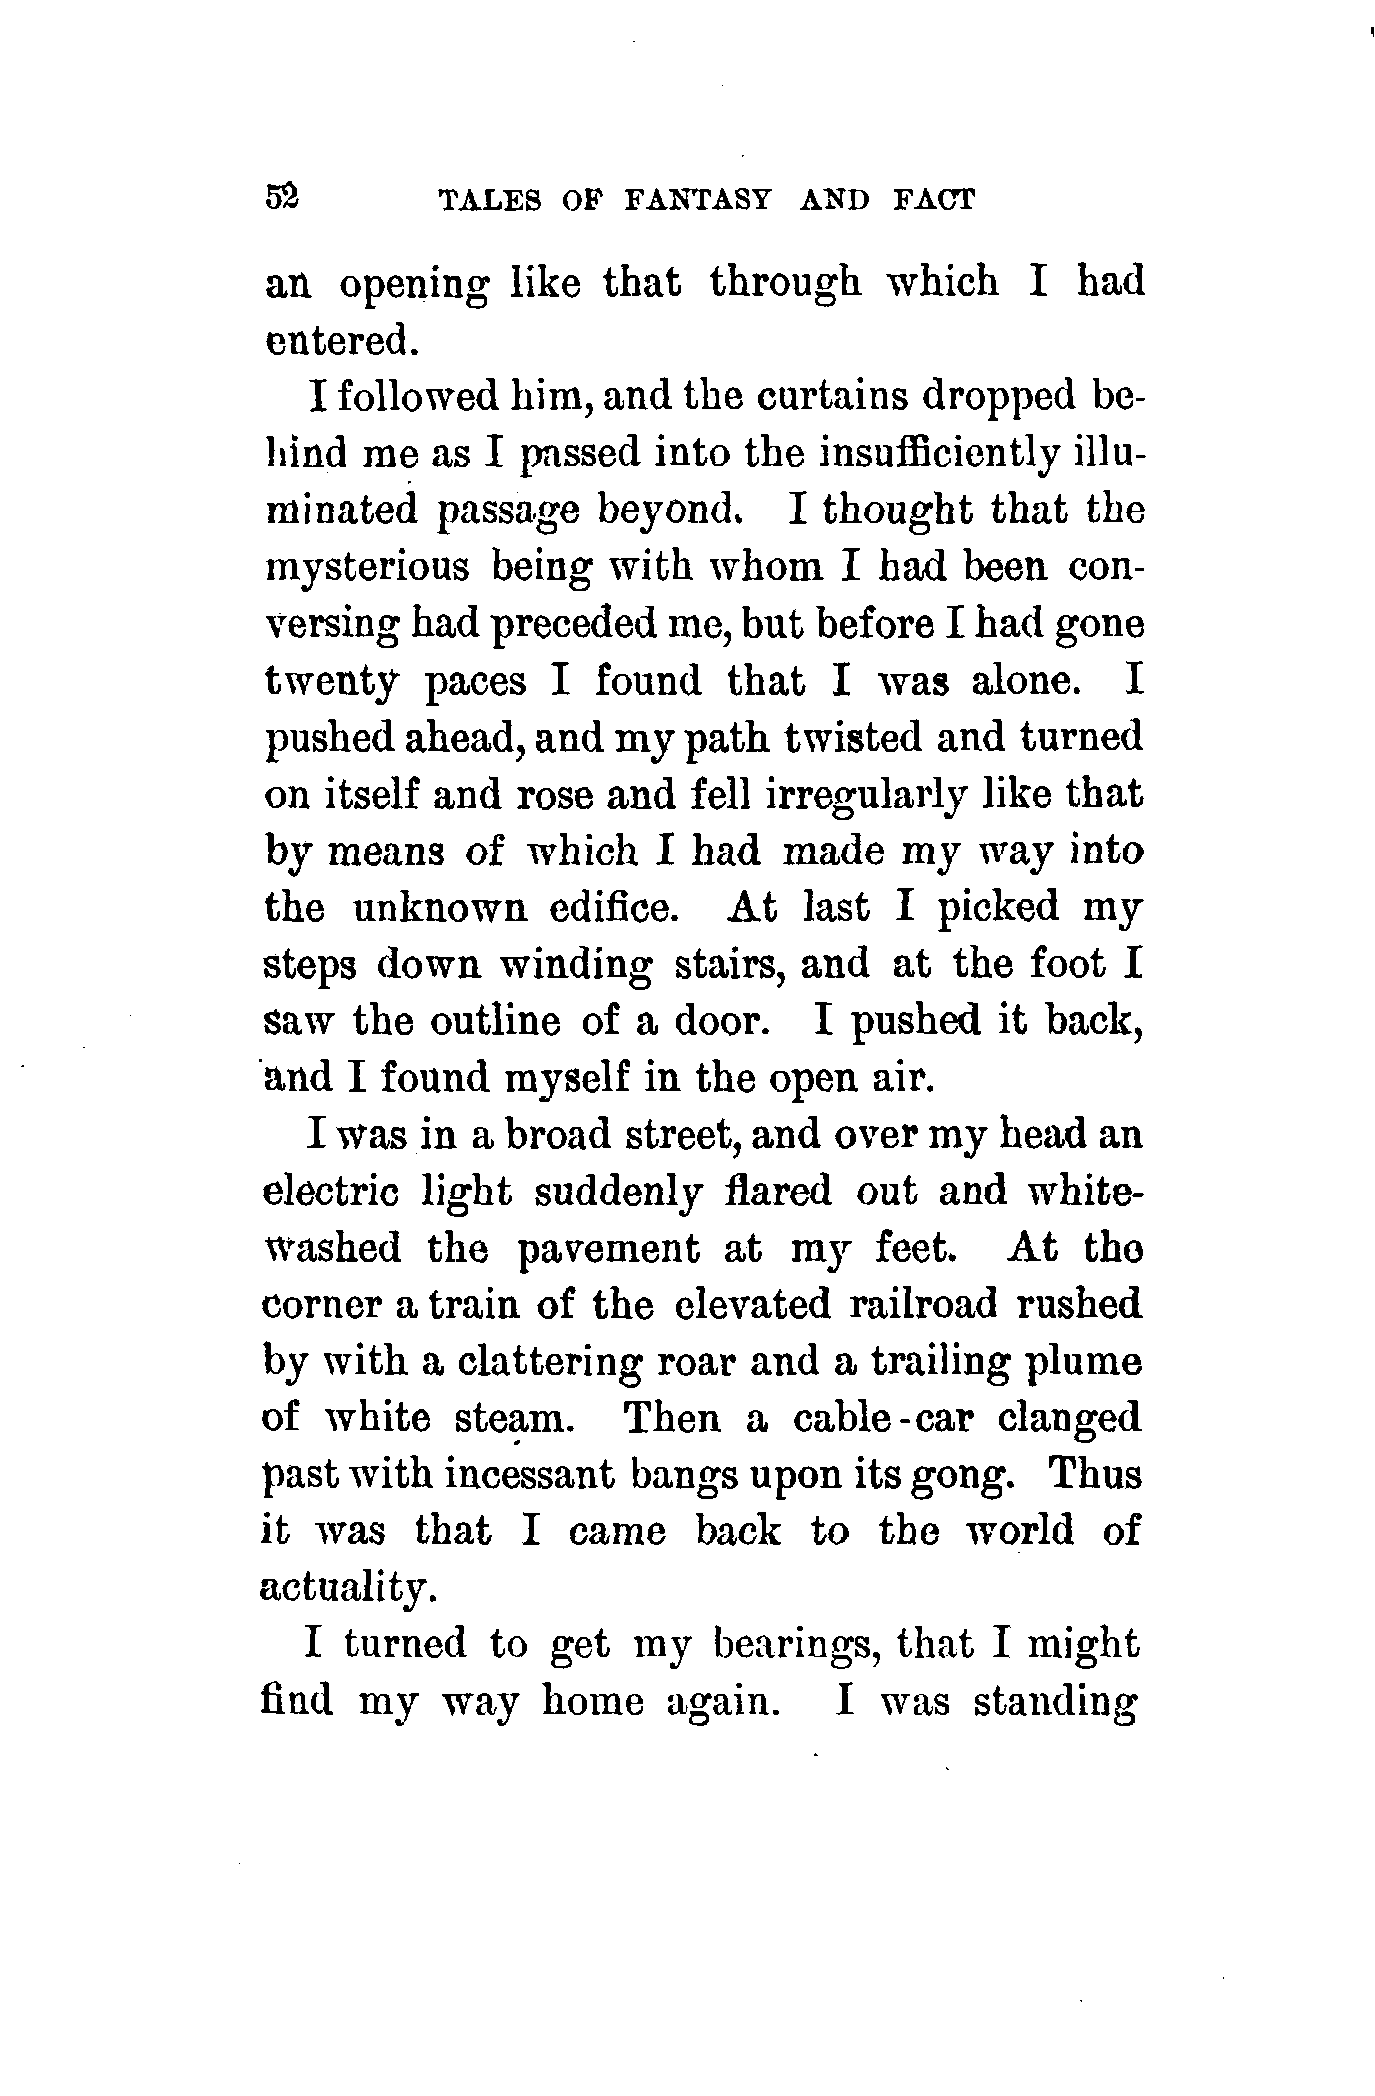 52 TALES OF FANTASY AND FACT
an opening like that through which I had
entered.
I followed him, and the curtains dropped be-
hind me as I passed into the insufficiently illu-
minated passage beyond. I thought that the
mysterious being with whom I had been con-
versing had preceded me, but before I had gone
twenty paces I found that I was alone. I
pushed ahead, and my path twisted and turned
on itself and rose and fell irregularly like that
by means of which I had made my way into
the unknown edifice. At last I picked my
steps down winding stairs, and at the foot I
saw the outline of a door. I pushed it back,
and I found myself in the open air.
I was in a broad street, and over my head an
electric light suddenly flared out and white-
washed the pavement at my feet. At the
corner a train of the elevated railroad rushed
by with a clattering roar and a trailing plume
of white steam. Then a cable-car clanged
past with incessant bangs upon its gong. Thus
it was that I came back to the world of
actuality.
I turned to get my bearings, that I might
find my way home again. I was standing